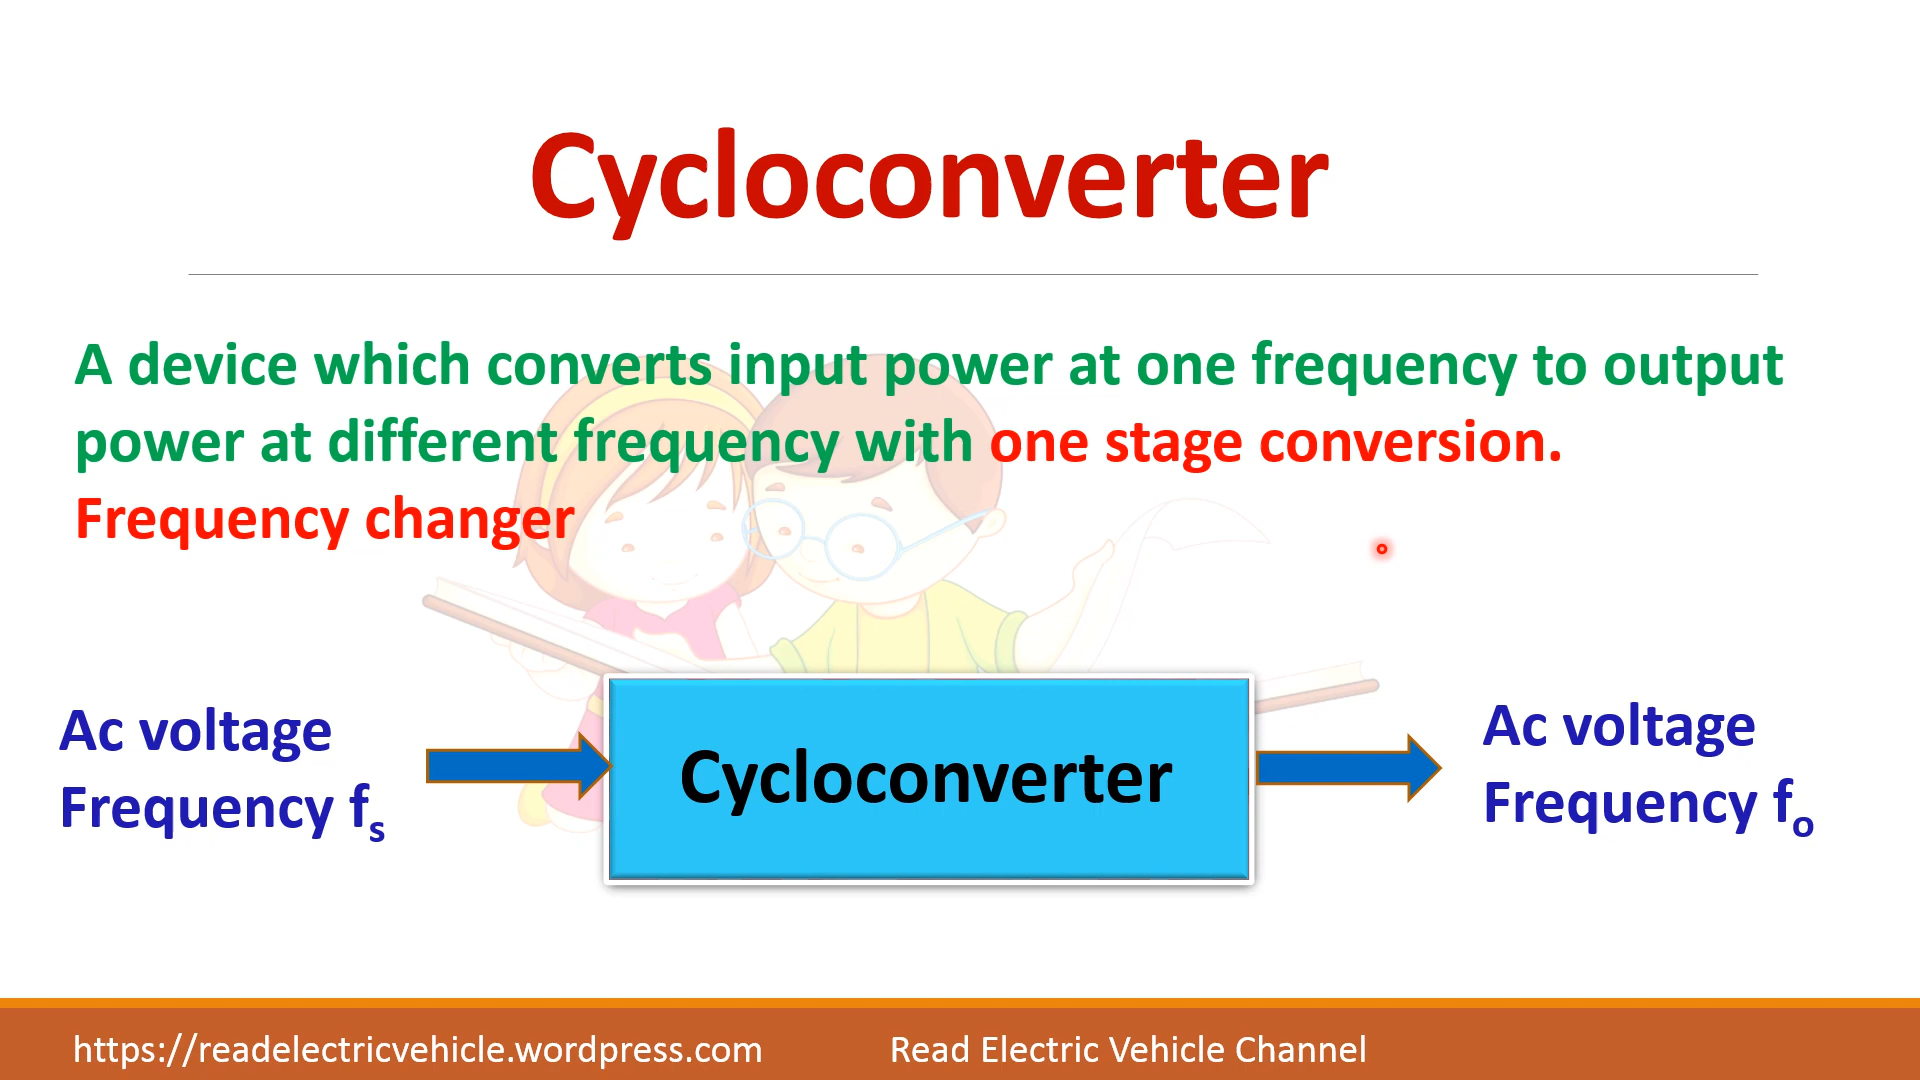 Cycloconverter
A device which converts input power at one frequency to output
power at different frequency with one stage conversion.
Frequency changer
Ac voltage
Frequency fs
Cycloconverter
Ac voltage
Frequency fo
https://readelectricvehicle.wordpress.com
Read Electric Vehicle Channel